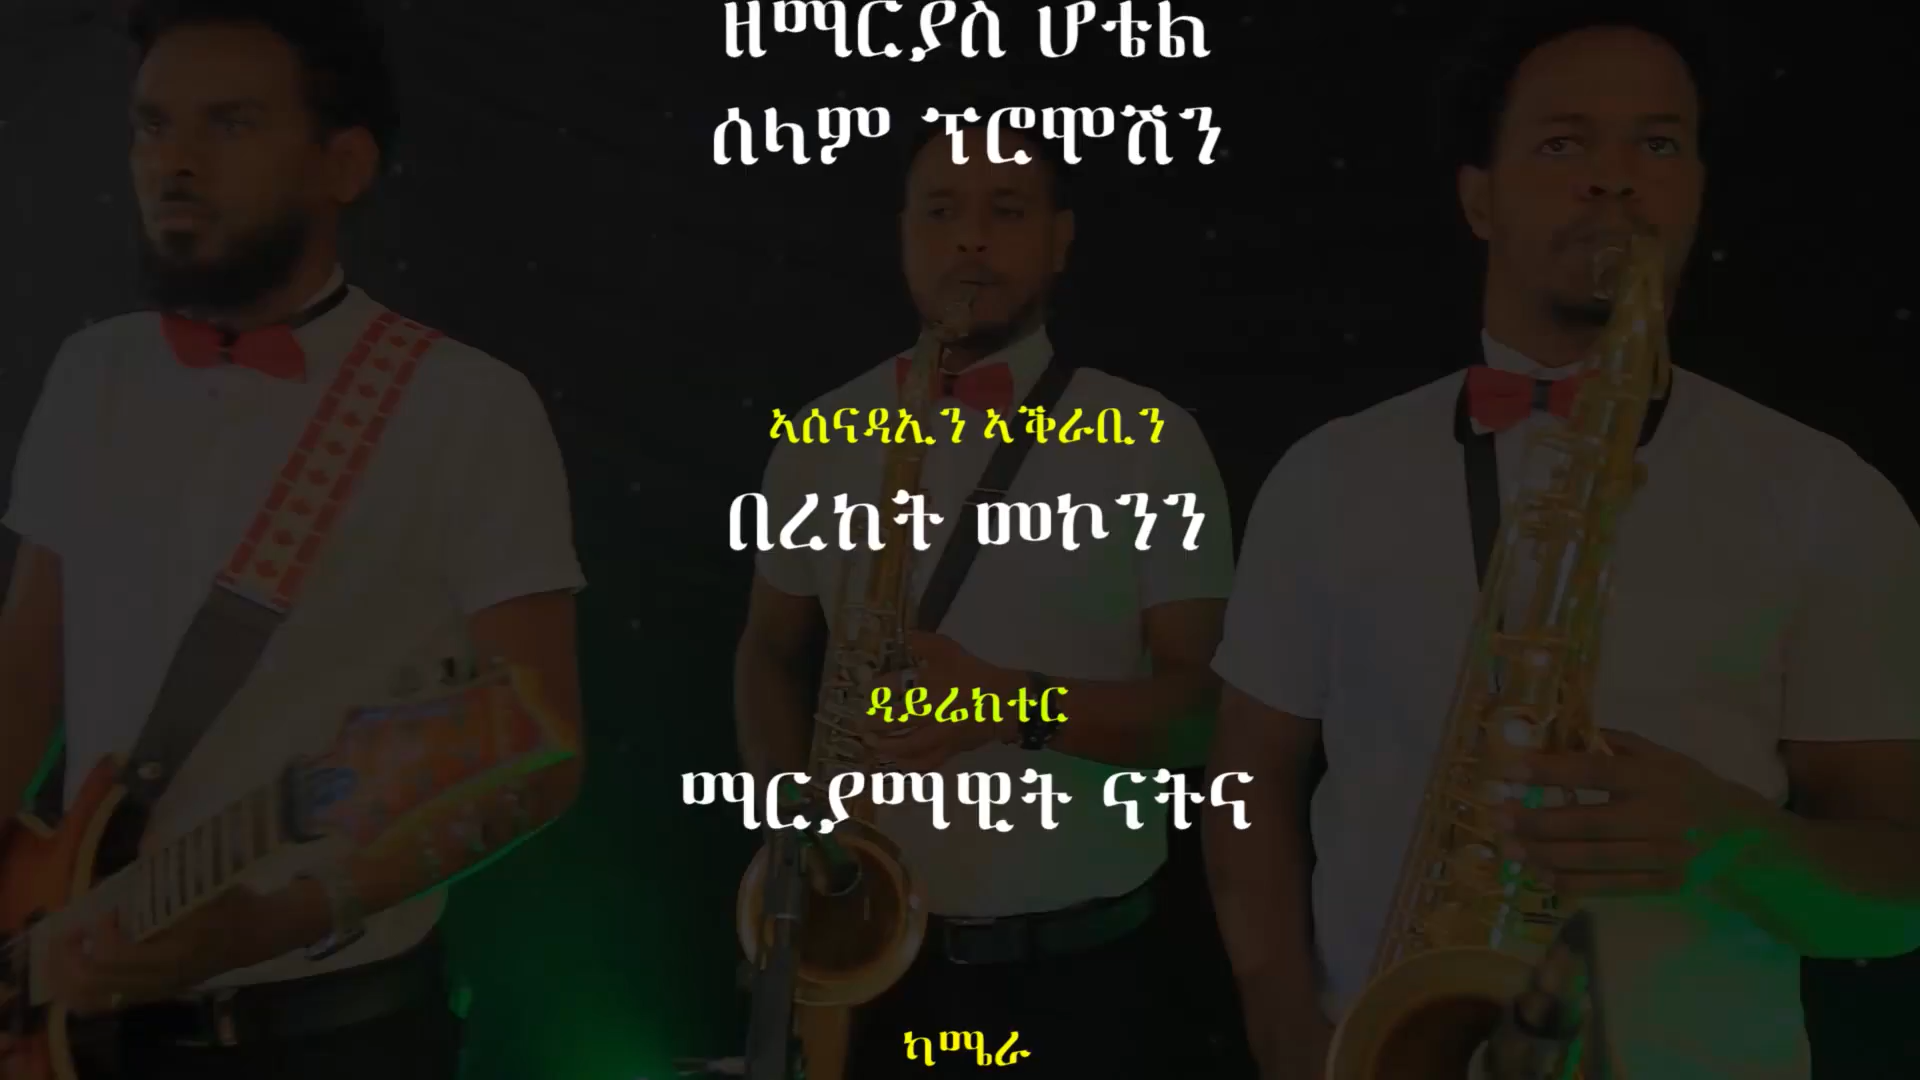 ዘማርያስ ሆቴል
ሰላም ፕሮሞሽን
ኣሰናዳኢን ኣቕራቢን
በረከት መኮንን
ዳይሬክተር
ማርያማዊት ናትና
ካሜራ